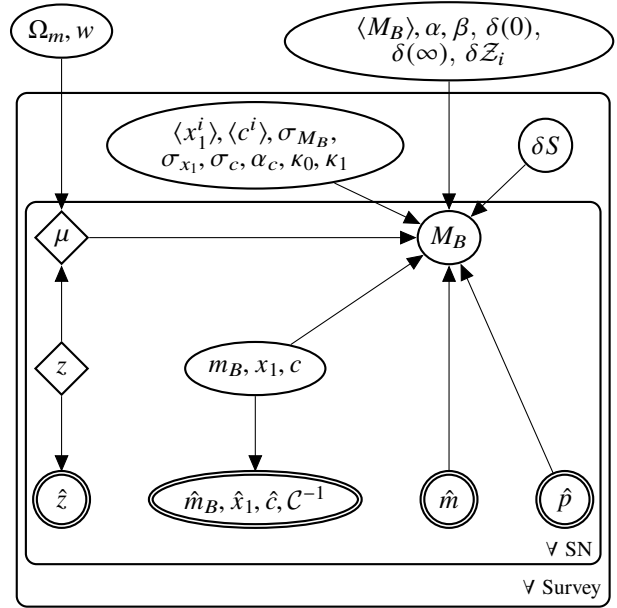 Ω_m, w
⟨M_B⟩, α, β, δ(0),
δ(∞), δ𝒵_i
⟨x_1^i⟩, ⟨c^i⟩, σ_{M_B},
σ_{x_1}, σ_c, α_c, κ_0, κ_1
δS
μ
M_B
z
m_B, x_1, c
ẑ
m̂_B, x̂_1, ĉ, 𝒞^{-1}
m̂
p̂
∀ SN
∀ Survey